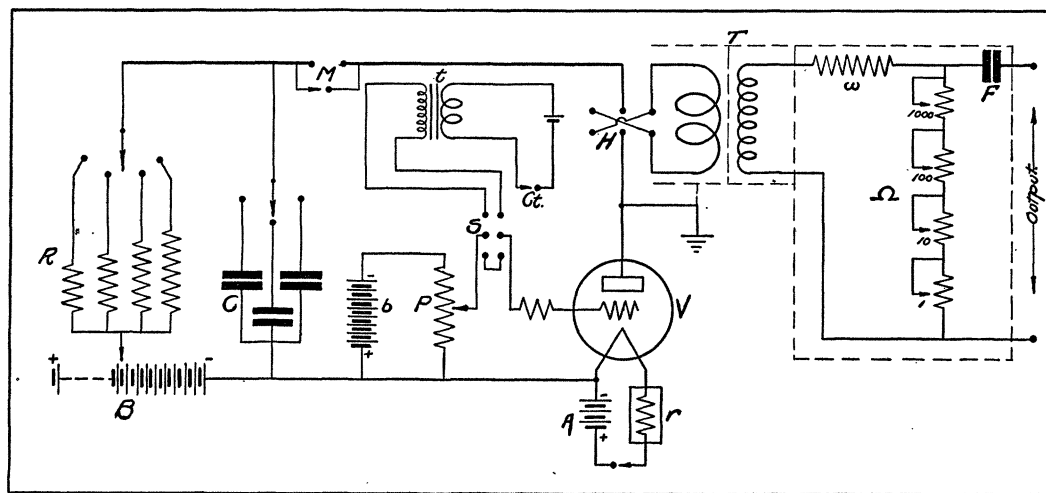 T
M
t
ω
F
1000
H
100
Ω
Output
Ct.
S
10
R
C
b
P
V
1
-
+
+
-
B
A
-
+
r